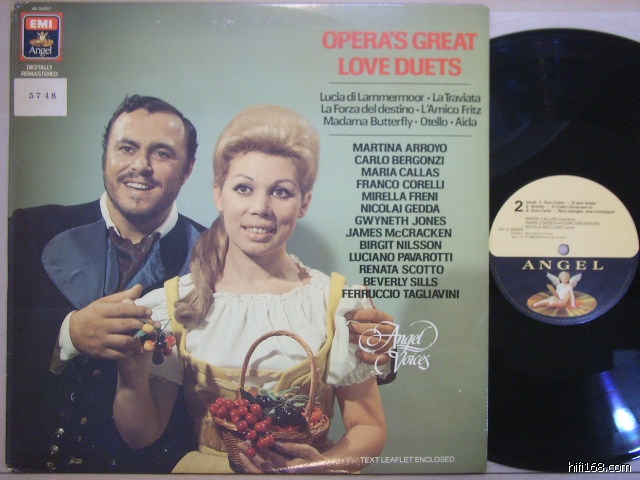 EMI
Angel
DIGITALLY
REMASTERED
5748
OPERA'S GREAT
LOVE DUETS
Lucia di Lammermoor • La Traviata
La Forza del destino • L'Amico Fritz
Madama Butterfly • Otello • Aida
MARTINA ARROYO
CARLO BERGONZI
MARIA CALLAS
FRANCO CORELLI
MIRELLA FRENI
NICOLAI GEDDA
GWYNETH JONES
JAMES McCRACKEN
BIRGIT NILSSON
LUCIANO PAVAROTTI
RENATA SCOTTO
BEVERLY SILLS
FERRUCCIO TAGLIAVINI
Angel
Voices
TEXT LEAFLET ENCLOSED
2
ANGEL
hifi168.com